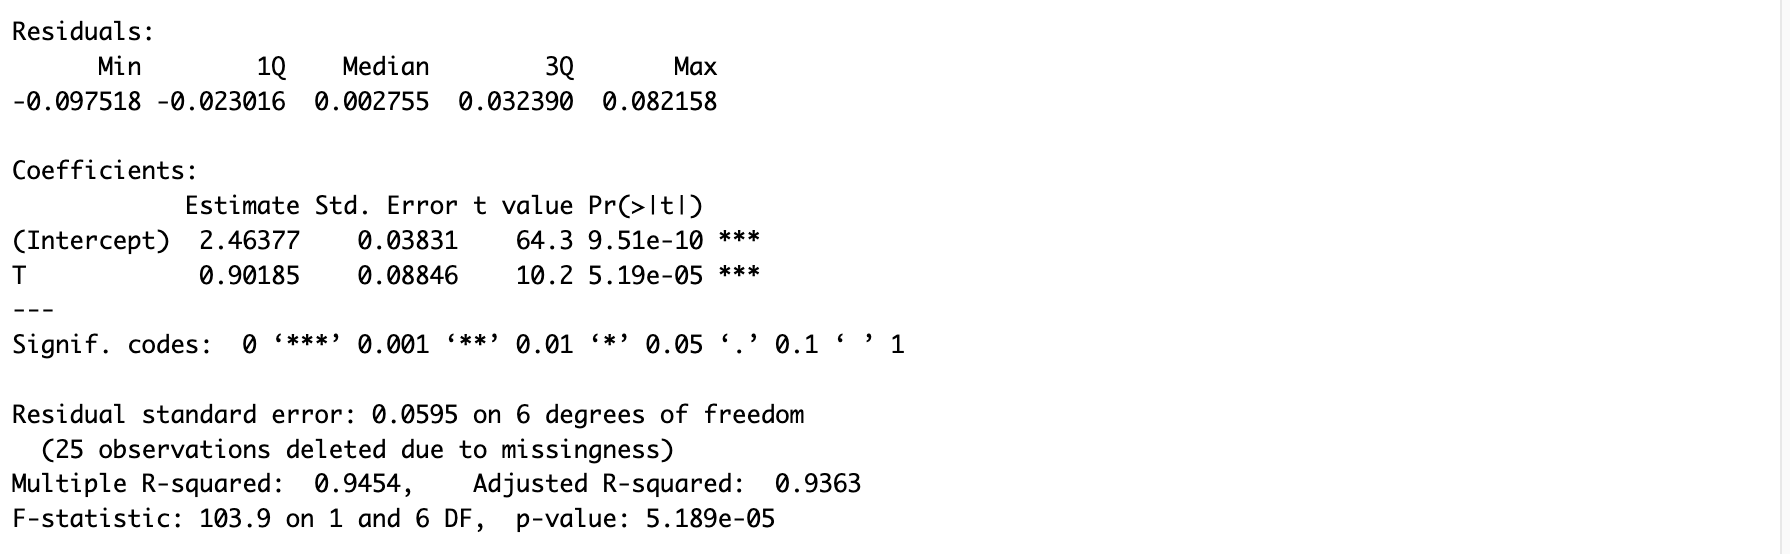 Residuals:
      Min        1Q    Median        3Q       Max
-0.097518 -0.023016  0.002755  0.032390  0.082158

Coefficients:
            Estimate Std. Error t value Pr(>|t|)
(Intercept)  2.46377    0.03831    64.3 9.51e-10 ***
T            0.90185    0.08846    10.2 5.19e-05 ***
---
Signif. codes:  0 ‘***’ 0.001 ‘**’ 0.01 ‘*’ 0.05 ‘.’ 0.1 ‘ ’ 1

Residual standard error: 0.0595 on 6 degrees of freedom
  (25 observations deleted due to missingness)
Multiple R-squared:  0.9454,    Adjusted R-squared:  0.9363
F-statistic: 103.9 on 1 and 6 DF,  p-value: 5.189e-05